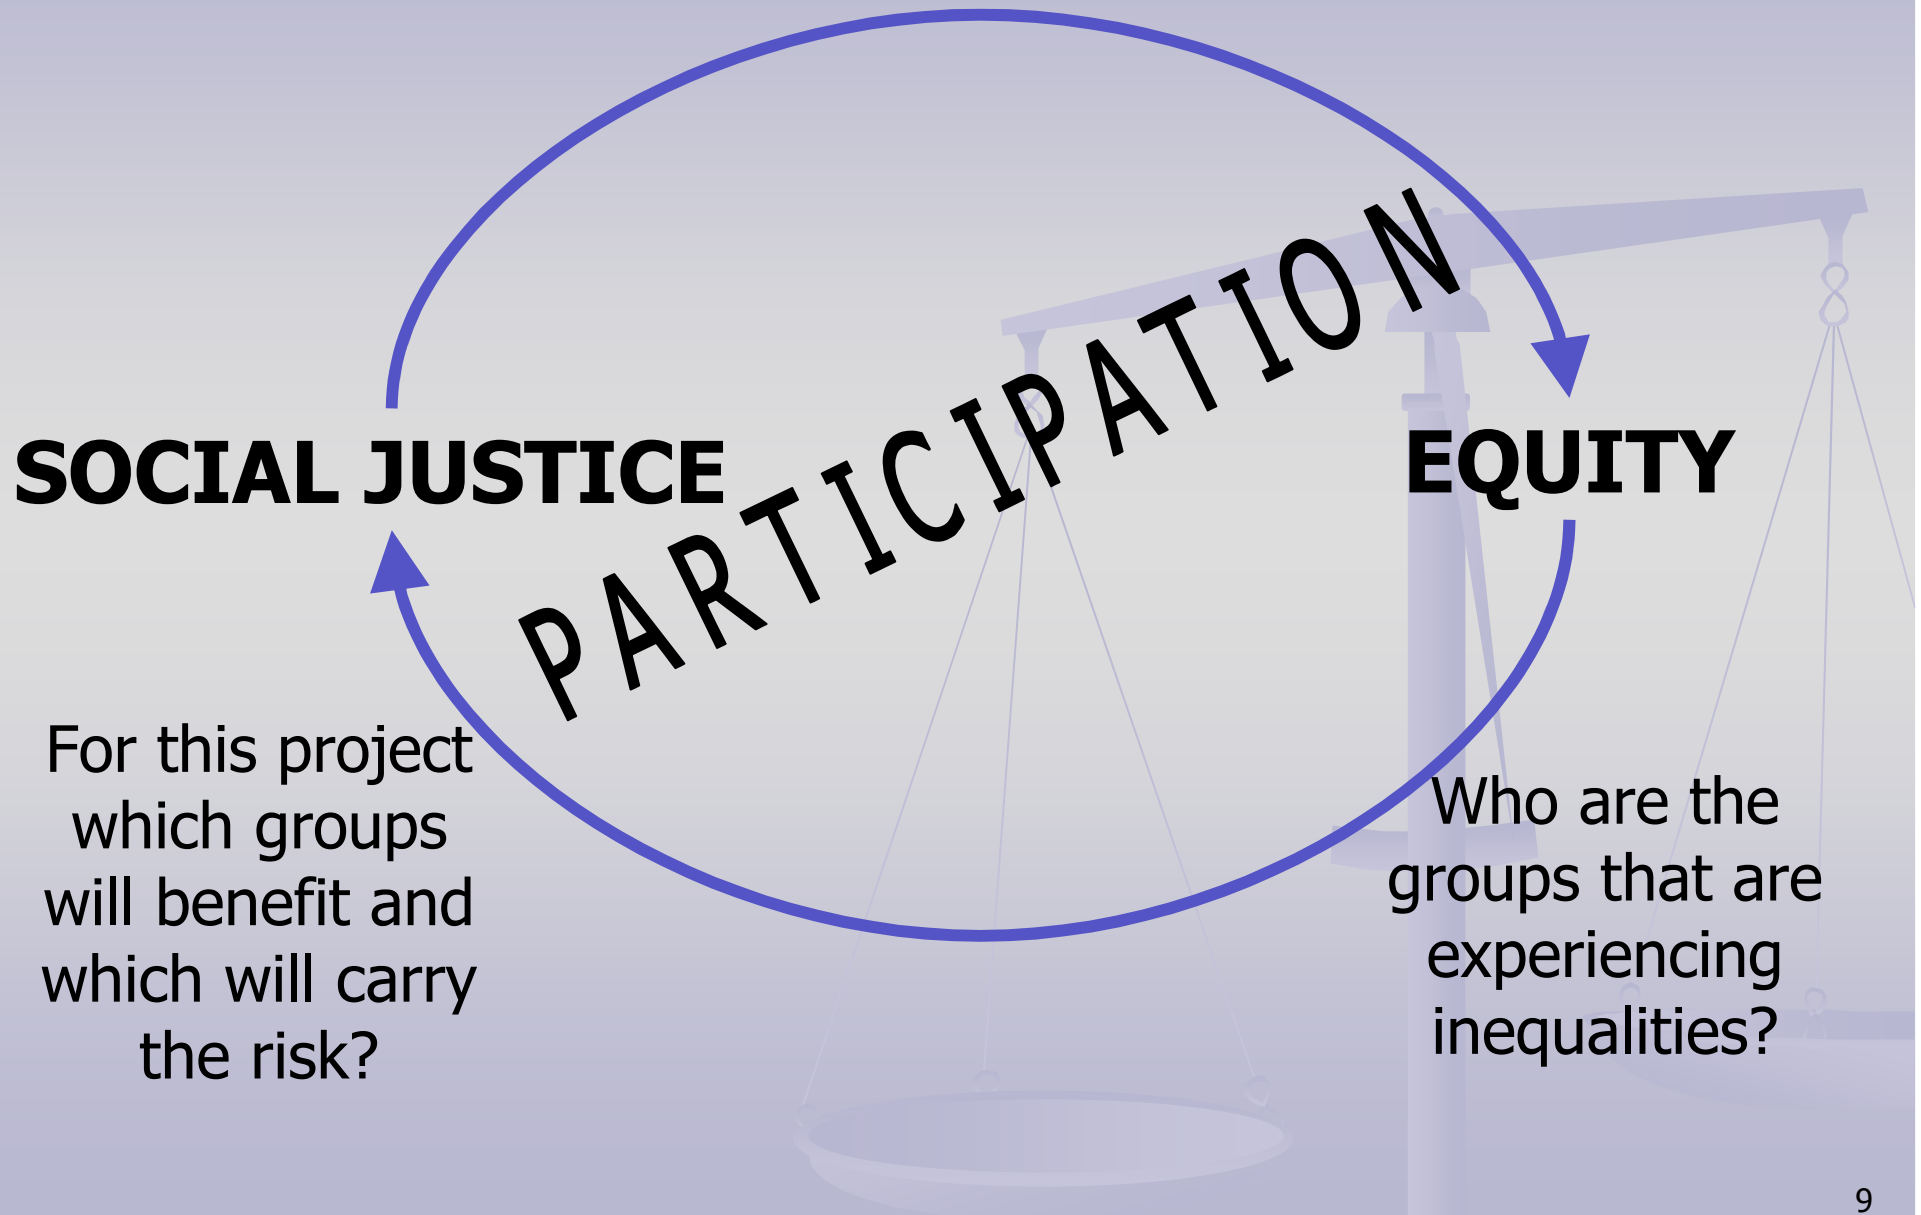 SOCIAL JUSTICE
PARTICIPATION
EQUITY
For this project
which groups
will benefit and
which will carry
the risk?
Who are the
groups that are
experiencing
inequalities?
9